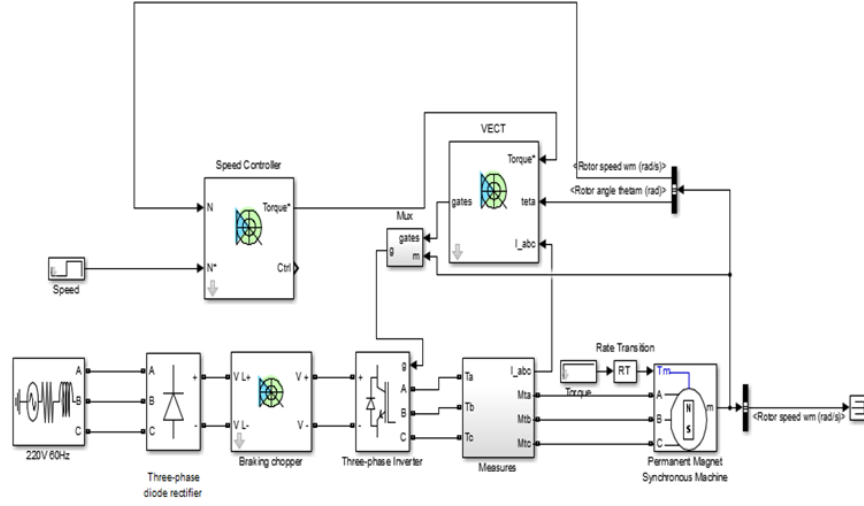 VECT
Speed Controller
Torque*
<Rotor speed wm (rad/s)>
<Rotor angle thetam (rad)>
N
Torque*
gates
teta
Mux
gates
g
m
I_abc
N*
Ctrl
Speed
Rate Transition
A
B
C
A
B
C
+
-
V L+
V L-
V +
V -
+
-
g
A
B
C
Ta
Tb
Tc
I_abc
Mta
Mtb
Mtc
Torque
RT
Tm
A
B
C
N
S
m
<Rotor speed wm (rad/s)>
220V 60Hz
Three-phase
diode rectifier
Braking chopper
Three-phase Inverter
Measures
Permanent Magnet
Synchronous Machine